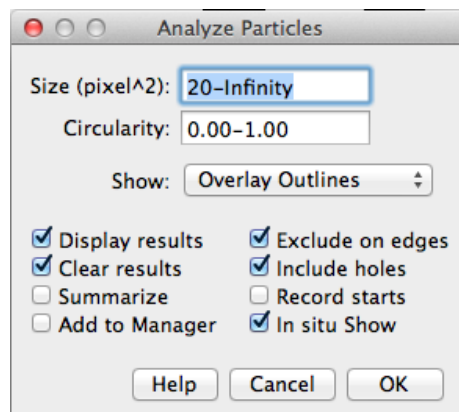 Analyze Particles
Size (pixel^2): 20-Infinity
Circularity: 0.00-1.00
Show: Overlay Outlines
Display results Exclude on edges
Clear results Include holes
Summarize Record starts
Add to Manager In situ Show
Help Cancel OK